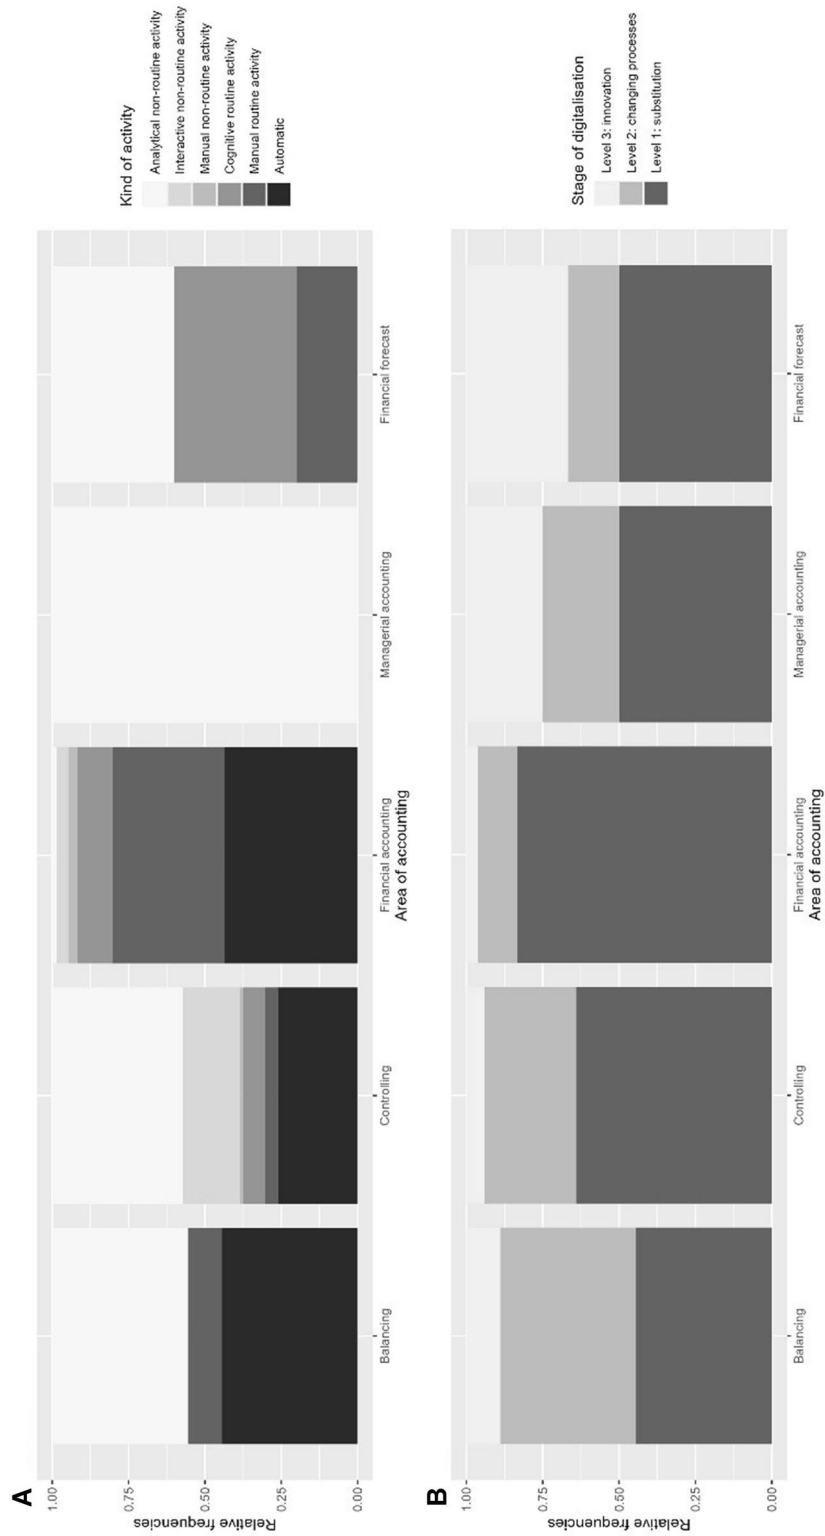 A
Relative frequencies
1.00
0.75
0.50
0.25
0.00
Balancing
Controlling
Financial accounting
Managerial accounting
Financial forecast
Area of accounting
Kind of activity
Analytical non-routine activity
Interactive non-routine activity
Manual non-routine activity
Cognitive routine activity
Manual routine activity
Automatic
B
Relative frequencies
1.00
0.75
0.50
0.25
0.00
Balancing
Controlling
Financial accounting
Managerial accounting
Financial forecast
Area of accounting
Stage of digitalisation
Level 3: innovation
Level 2: changing processes
Level 1: substitution